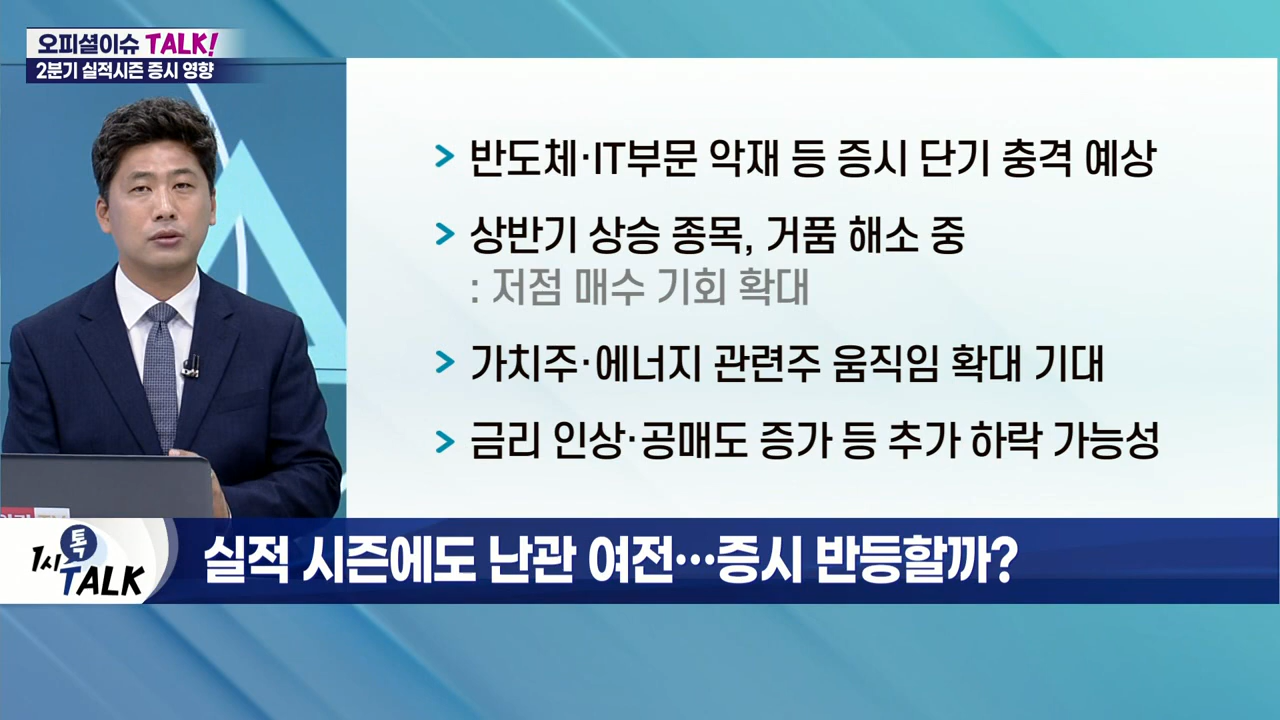 오피셜이슈 TALK!
2분기 실적시즌 증시 영향
> 반도체·IT부문 악재 등 증시 단기 충격 예상
> 상반기 상승 종목, 거품 해소 중
: 저점 매수 기회 확대
> 가치주·에너지 관련주 움직임 확대 기대
> 금리 인상·공매도 증가 등 추가 하락 가능성
1시 톡 TALK
실적 시즌에도 난관 여전…증시 반등할까?